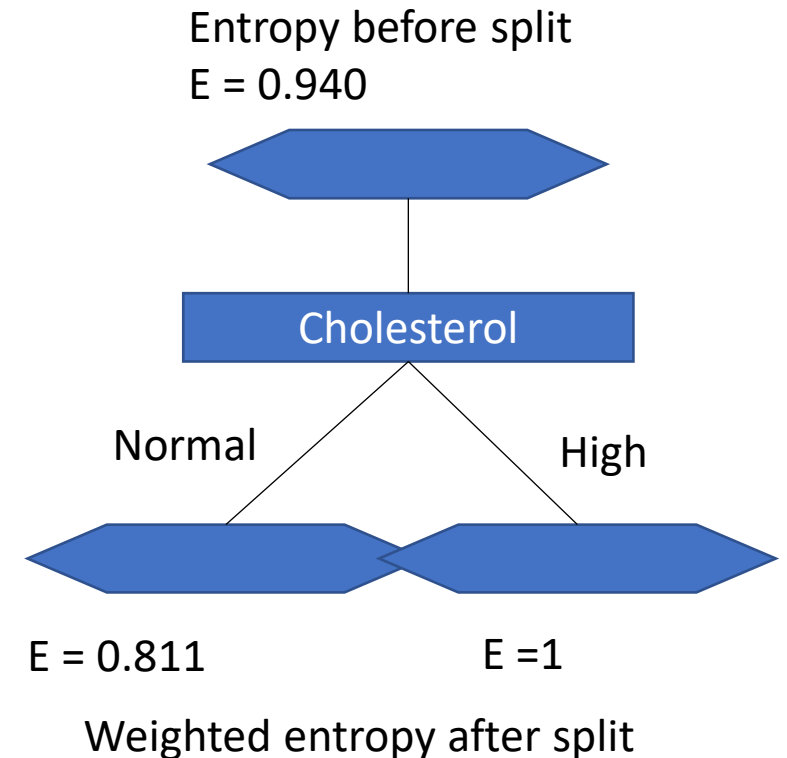 Entropy before split
E = 0.940
Cholesterol
Normal
High
E = 0.811
E =1
Weighted entropy after split